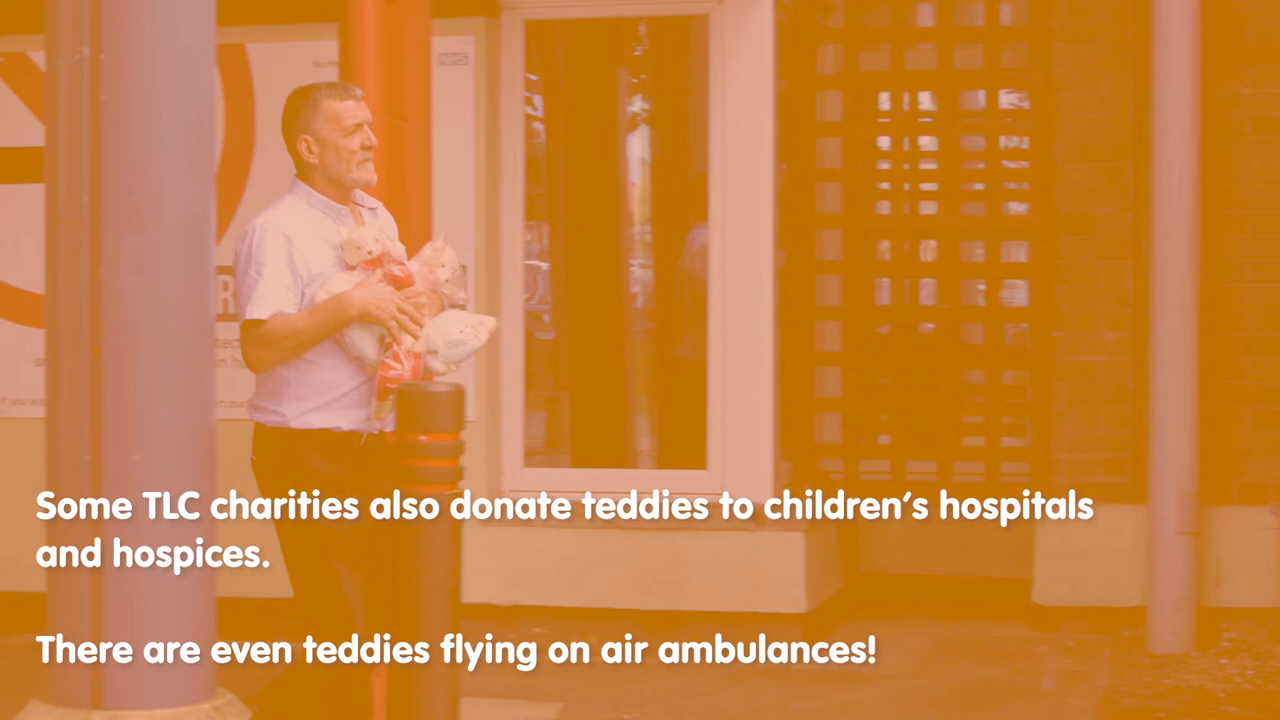 NHS
Some TLC charities also donate teddies to children's hospitals
and hospices.
There are even teddies flying on air ambulances!